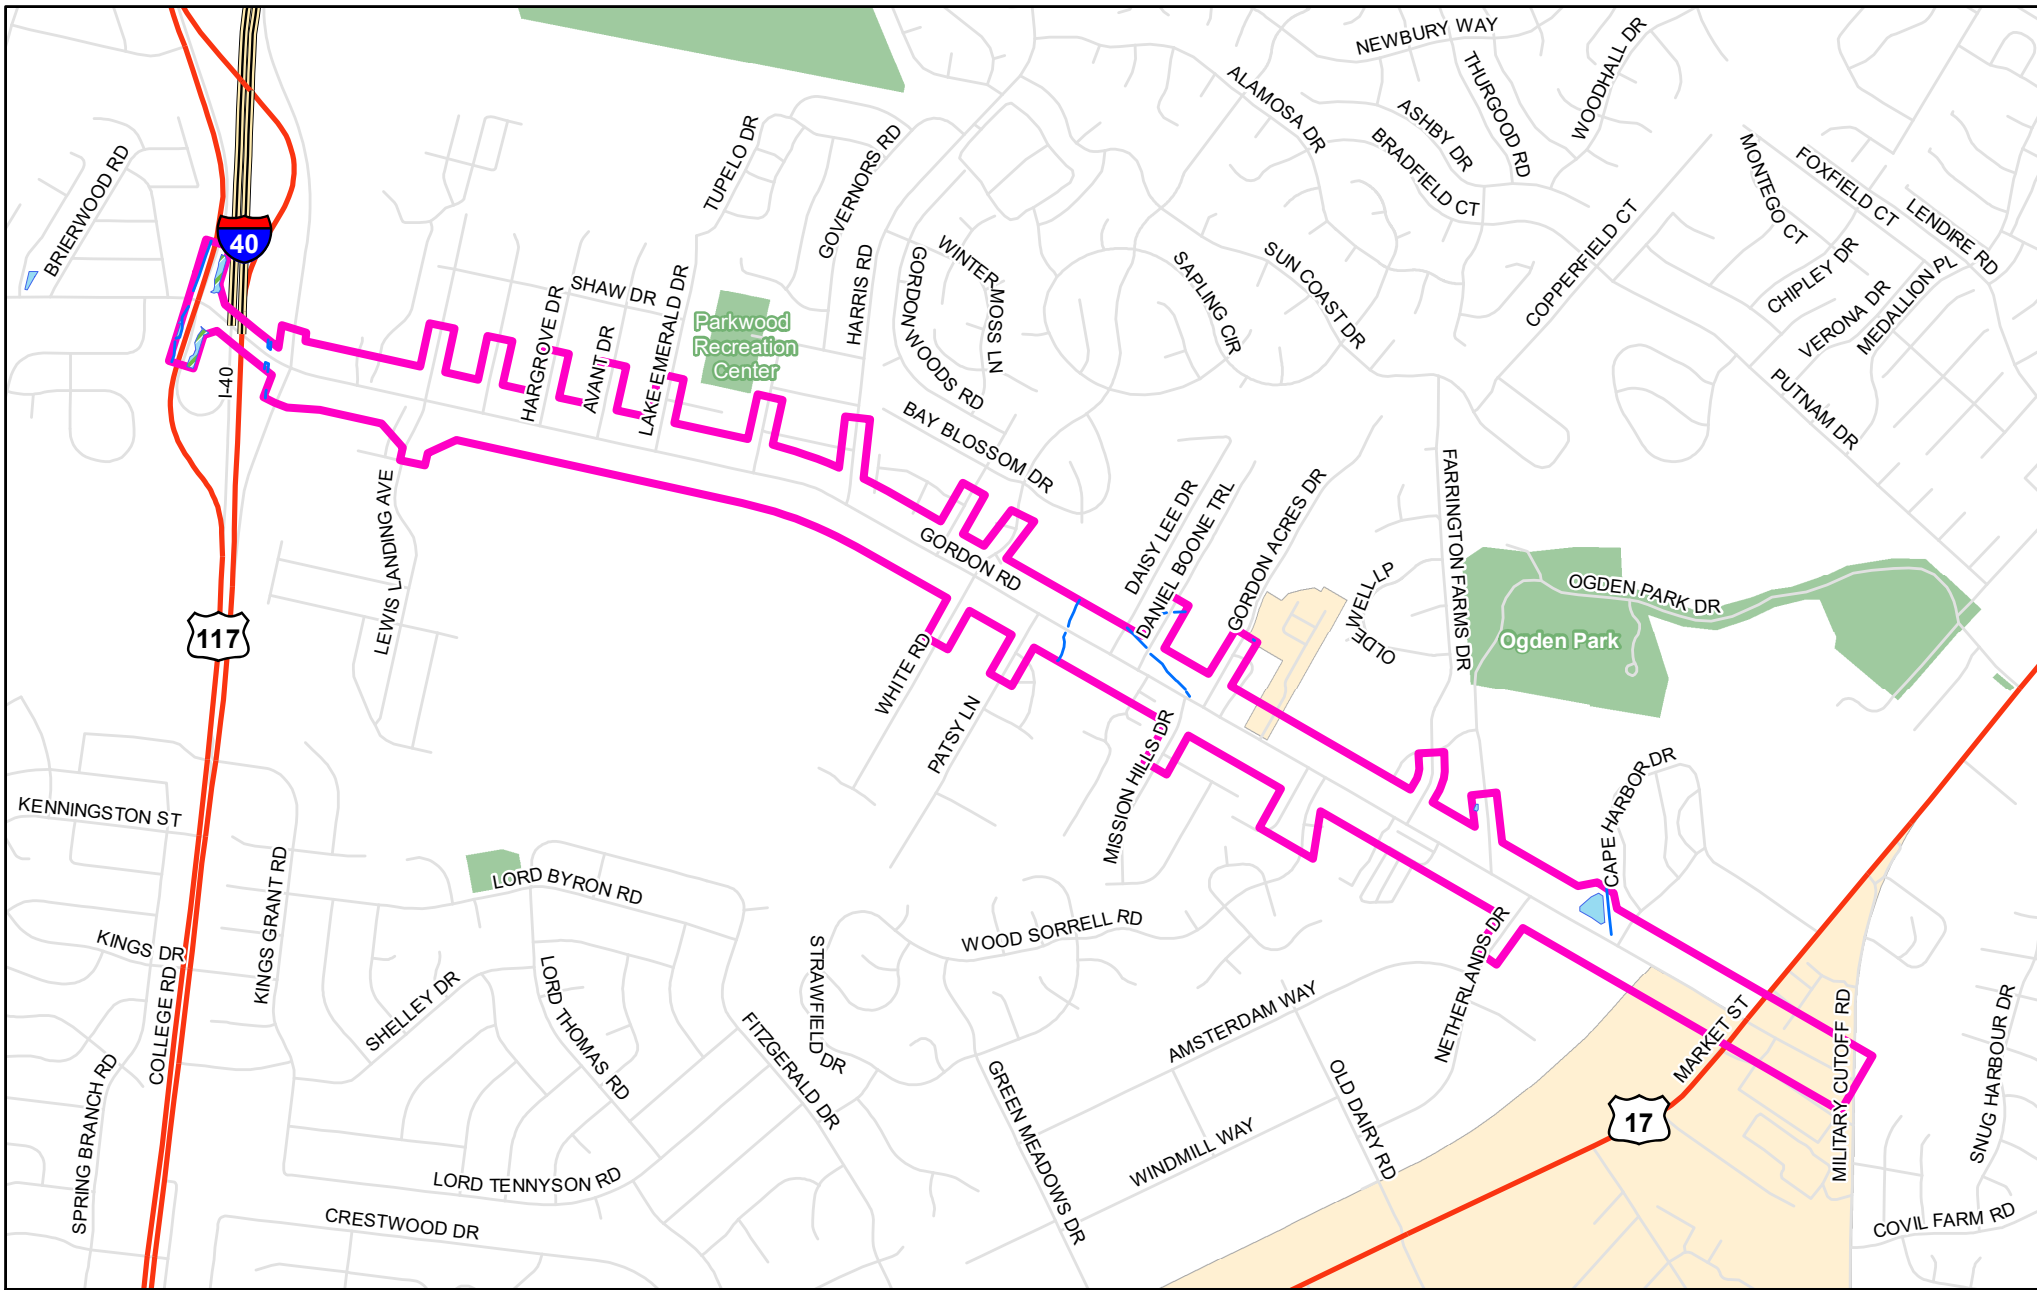 NEWBURY WAY
WOODHALL DR
THURGOOD RD
ALAMOSA DR
ASHBY DR
BRADFIELD CT
MONTEGO CT
FOXFIELD CT
LENDIRE RD
CHIPLEY DR
VERONA DR
MEDALLION PL
COPPERFIELD CT
PUTNAM DR
BRIERWOOD RD
40
TUPELO DR
GOVERNORS RD
HARRIS RD
GORDON WOODS RD
WINTER MOSS LN
SAPLING CIR
SUN COAST DR
SHAW DR
HARGROVE DR
AVANT DR
LAKE EMERALD DR
Parkwood
Recreation
Center
I-40
BAY BLOSSOM DR
GORDON RD
DAISY LEE DR
DANIEL BOONE TRL
GORDON ACRES DR
OLDE WELL LP
FARRINGTON FARMS DR
OGDEN PARK DR
Ogden Park
LEWIS LANDING AVE
117
WHITE RD
PATSY LN
MISSION HILLS DR
CAPE HARBOR DR
KENNINGSTON ST
KINGS GRANT RD
LORD BYRON RD
KINGS DR
COLLEGE RD
SHELLEY DR
LORD THOMAS RD
STRAWFIELD DR
FITZGERALD DR
WOOD SORRELL RD
NETHERLANDS DR
AMSTERDAM WAY
MARKET ST
MILITARY CUTOFF RD
SNUG HARBOUR DR
SPRING BRANCH RD
GREEN MEADOWS DR
OLD DAIRY RD
17
WINDMILL WAY
LORD TENNYSON RD
CRESTWOOD DR
COVIL FARM RD